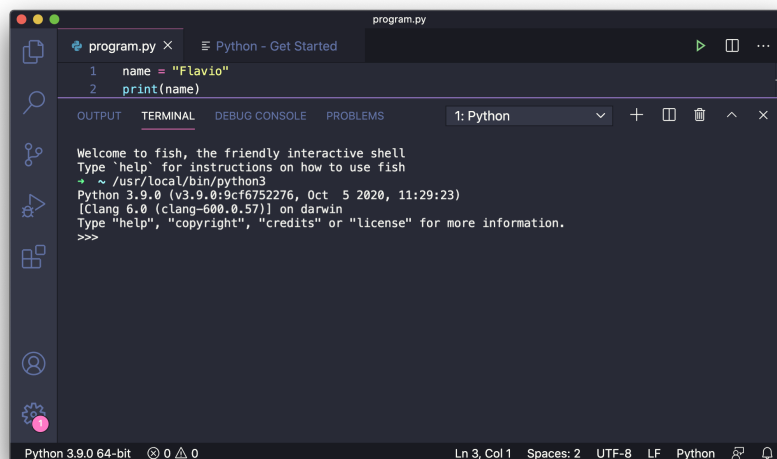 program.py
program.py
Python - Get Started
1 name = "Flavio"
2 print(name)
OUTPUT TERMINAL DEBUG CONSOLE PROBLEMS 1: Python
Welcome to fish, the friendly interactive shell
Type `help` for instructions on how to use fish
→ ~ /usr/local/bin/python3
Python 3.9.0 (v3.9.0:9cf6752276, Oct  5 2020, 11:29:23)
[Clang 6.0 (clang-600.0.57)] on darwin
Type "help", "copyright", "credits" or "license" for more information.
>>>
1
Python 3.9.0 64-bit 0 0 Ln 3, Col 1 Spaces: 2 UTF-8 LF Python